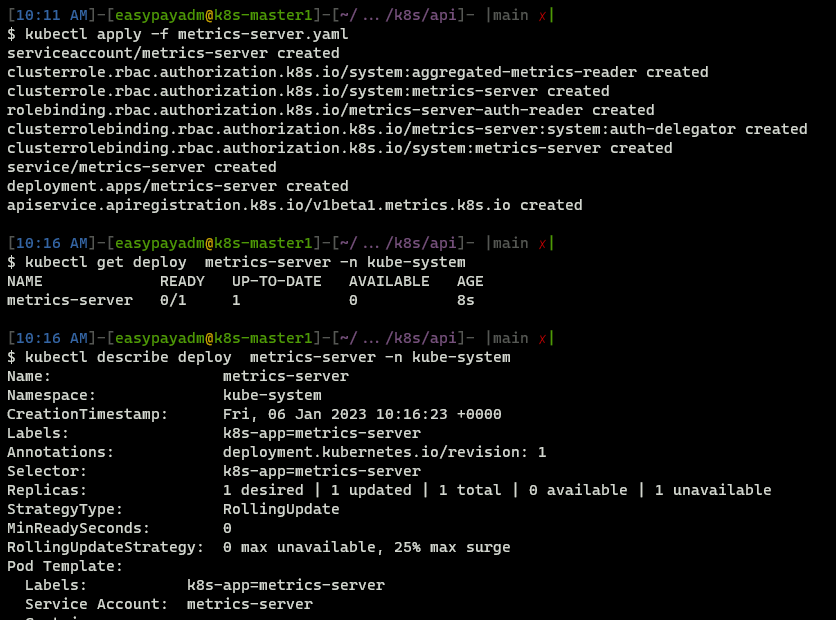 [10:11 AM]-[easypayadm@k8s-master1]-[~/ … /k8s/api]- |main ✗|
$ kubectl apply -f metrics-server.yaml
serviceaccount/metrics-server created
clusterrole.rbac.authorization.k8s.io/system:aggregated-metrics-reader created
clusterrole.rbac.authorization.k8s.io/system:metrics-server created
rolebinding.rbac.authorization.k8s.io/metrics-server-auth-reader created
clusterrolebinding.rbac.authorization.k8s.io/metrics-server:system:auth-delegator created
clusterrolebinding.rbac.authorization.k8s.io/system:metrics-server created
service/metrics-server created
deployment.apps/metrics-server created
apiservice.apiregistration.k8s.io/v1beta1.metrics.k8s.io created
[10:16 AM]-[easypayadm@k8s-master1]-[~/ … /k8s/api]- |main ✗|
$ kubectl get deploy  metrics-server -n kube-system
NAME             READY   UP-TO-DATE   AVAILABLE   AGE
metrics-server   0/1     1            0           8s
[10:16 AM]-[easypayadm@k8s-master1]-[~/ … /k8s/api]- |main ✗|
$ kubectl describe deploy  metrics-server -n kube-system
Name:                   metrics-server
Namespace:              kube-system
CreationTimestamp:      Fri, 06 Jan 2023 10:16:23 +0000
Labels:                 k8s-app=metrics-server
Annotations:            deployment.kubernetes.io/revision: 1
Selector:               k8s-app=metrics-server
Replicas:               1 desired | 1 updated | 1 total | 0 available | 1 unavailable
StrategyType:           RollingUpdate
MinReadySeconds:        0
RollingUpdateStrategy:  0 max unavailable, 25% max surge
Pod Template:
  Labels:           k8s-app=metrics-server
  Service Account:  metrics-server